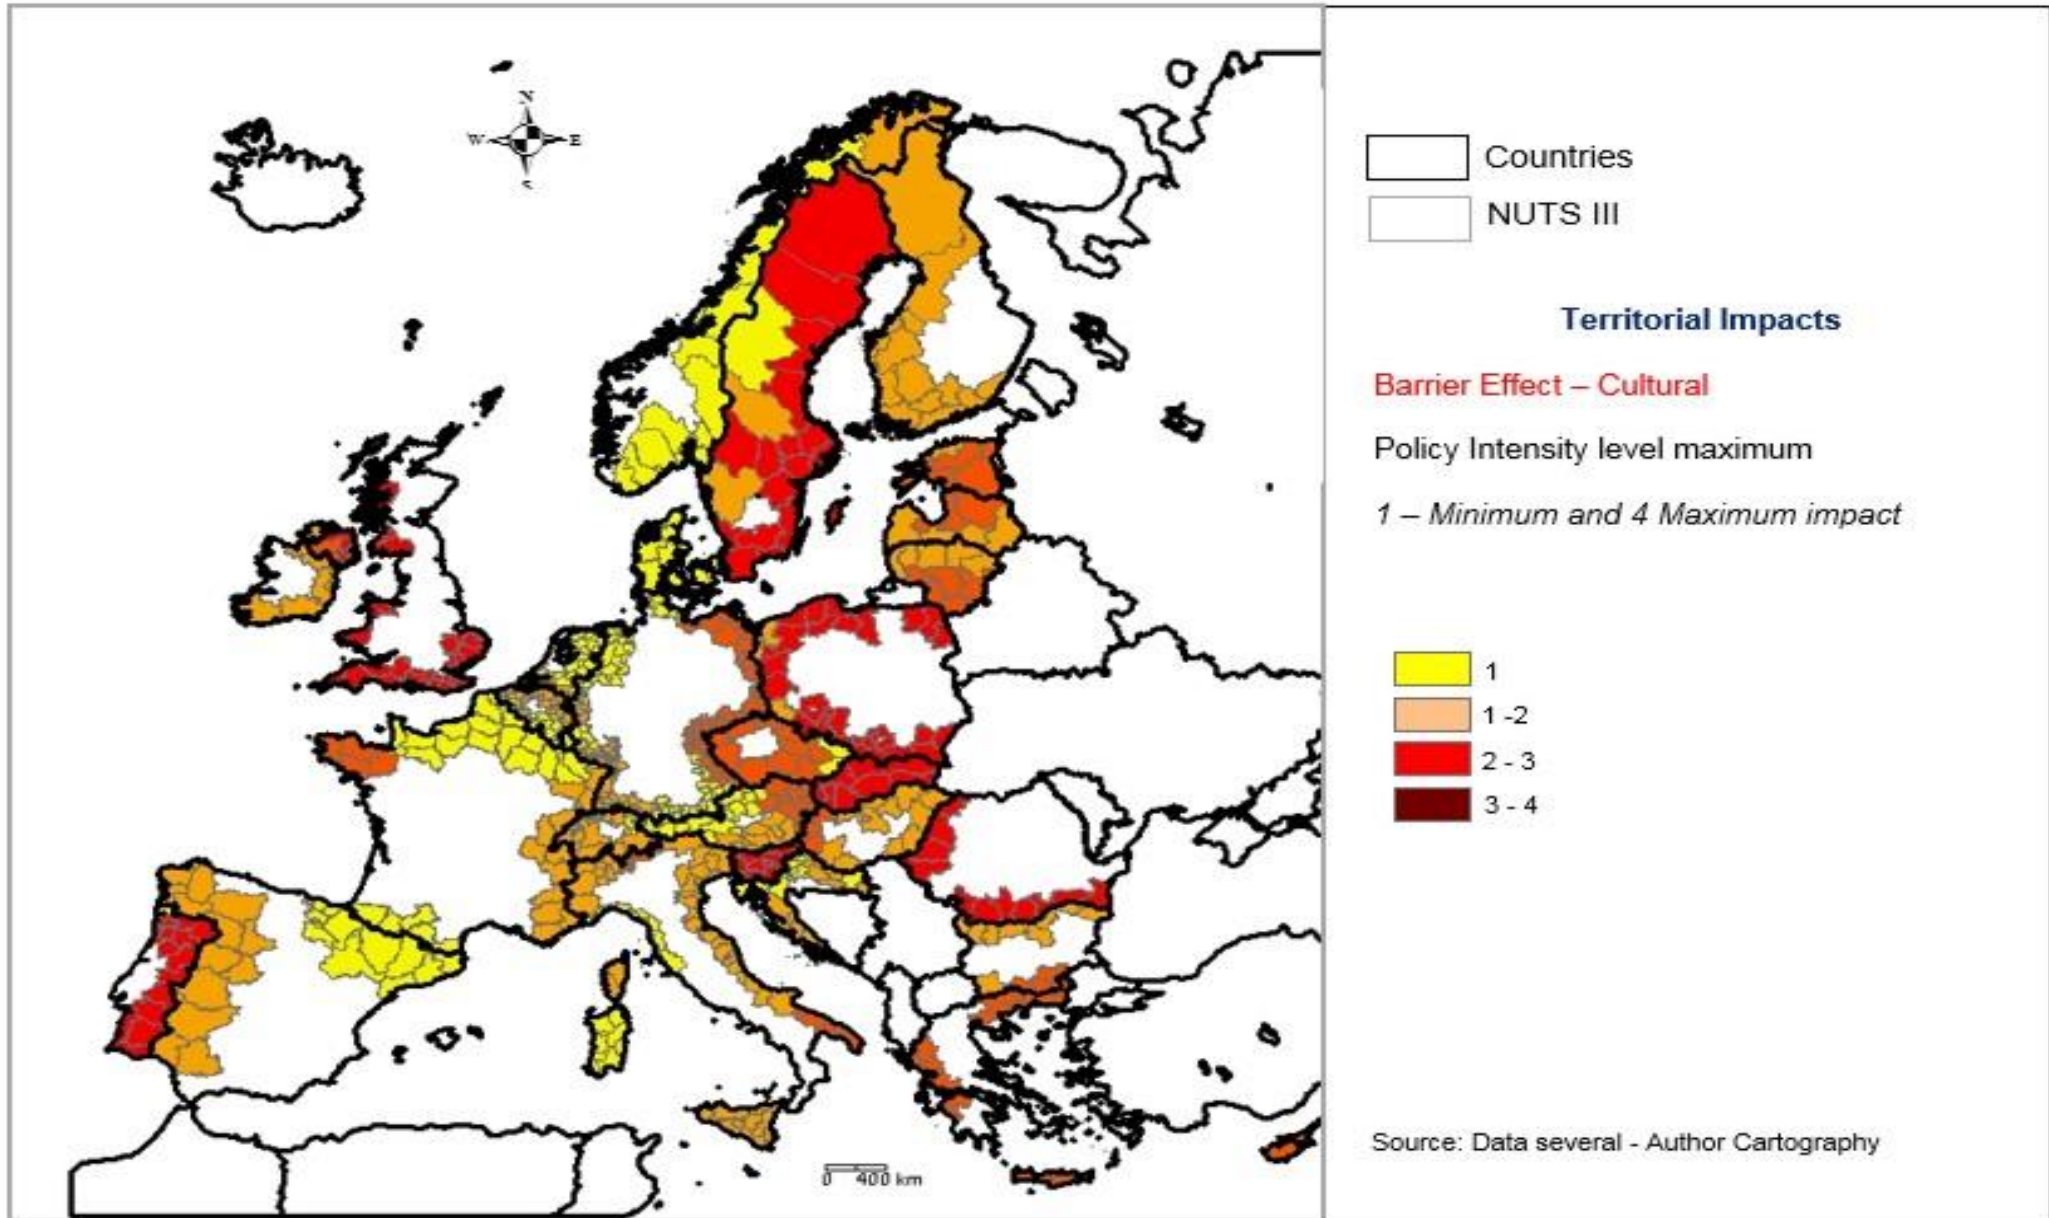 N
W
E
S
0 400 km
Countries
NUTS III
Territorial Impacts
Barrier Effect – Cultural
Policy Intensity level maximum
1 – Minimum and 4 Maximum impact
1
1 -2
2 - 3
3 - 4
Source: Data several - Author Cartography